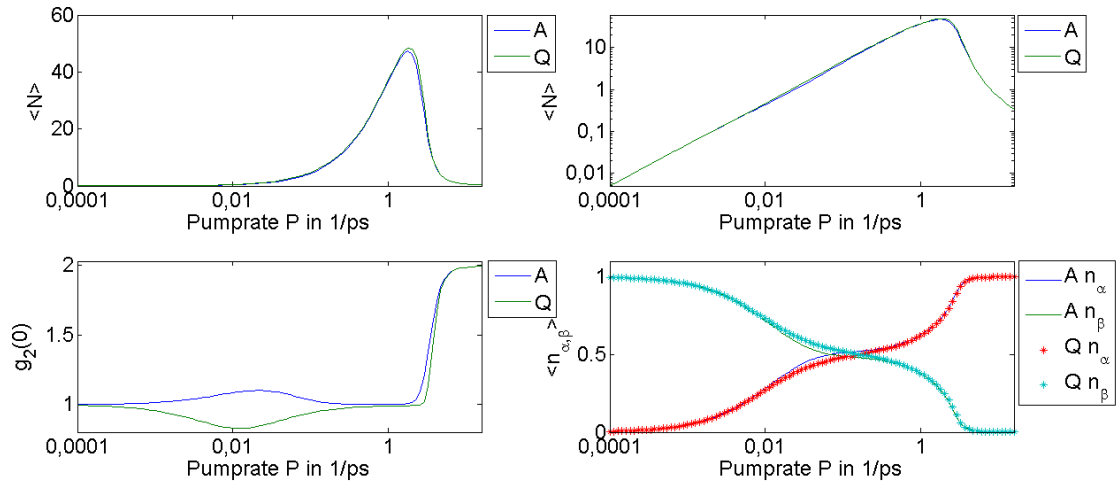 60
40
20
0
<N>
0,0001
0,01
1
Pumprate P in 1/ps
A
Q
10
1
0,1
0,01
<N>
0,0001
0,01
1
Pumprate P in 1/ps
A
Q
2
1.5
1
g2(0)
0,0001
0,01
1
Pumprate P in 1/ps
A
Q
1
0.5
0
<nα,β>
0,0001
0,01
1
Pumprate P in 1/ps
A nα
A nβ
Q nα
Q nβ